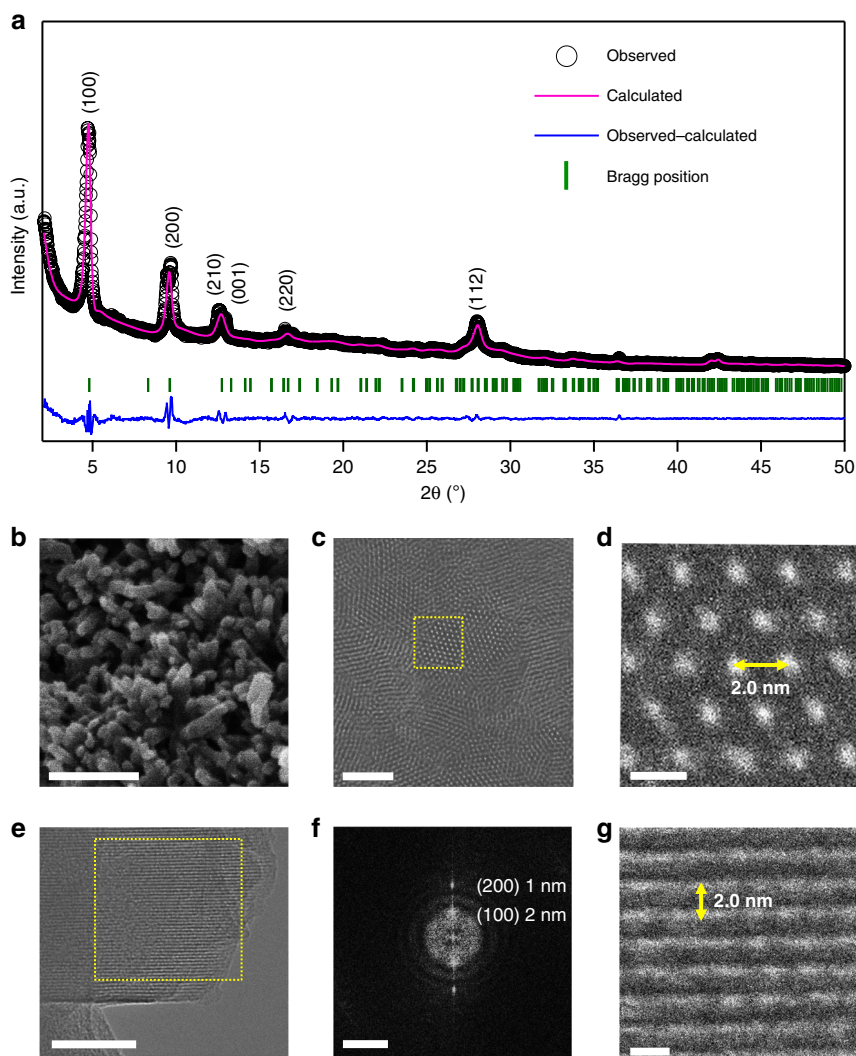 a
Observed
Calculated
Observed–calculated
Bragg position
Intensity (a.u.)
(100)
(200)
(210)
(001)
(220)
(112)
5
10
15
20
25
30
35
40
45
50
2θ (°)
b
c
d
2.0 nm
e
f
(200) 1 nm
(100) 2 nm
g
2.0 nm